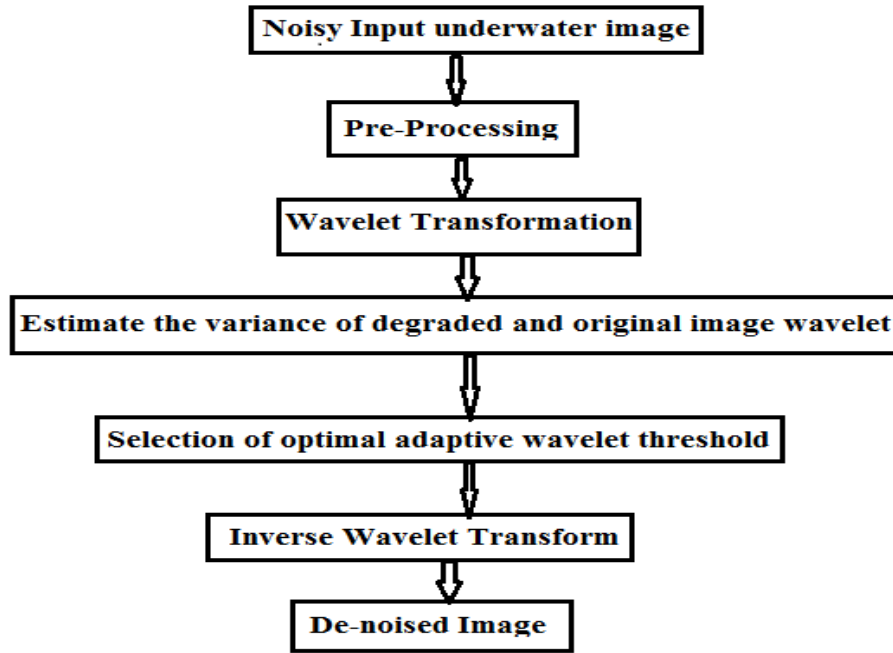 Noisy Input underwater image
Pre-Processing
Wavelet Transformation
Estimate the variance of degraded and original image wavelet
Selection of optimal adaptive wavelet threshold
Inverse Wavelet Transform
De-noised Image